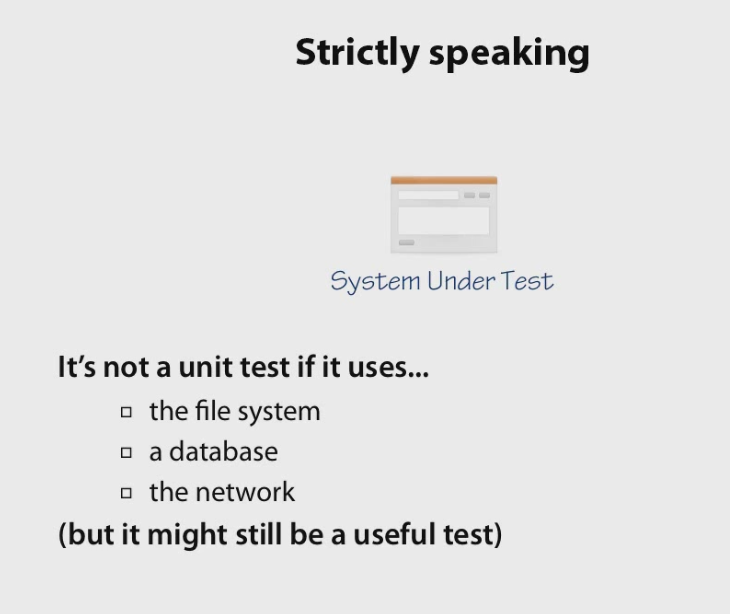 Strictly speaking
System Under Test
It’s not a unit test if it uses...
the file system
a database
the network
(but it might still be a useful test)